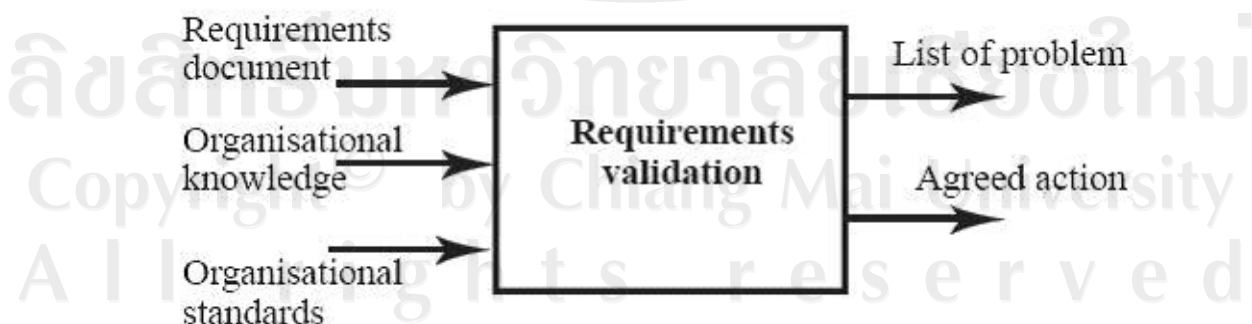 Requirements
document
Organisational
knowledge
Organisational
standards
Requirements
validation
List of problem
Agreed action
ลิขสิทธิ์มหาวิทยาลัยเชียงใหม่
Copyright© by Chiang Mai University
All rights reserved